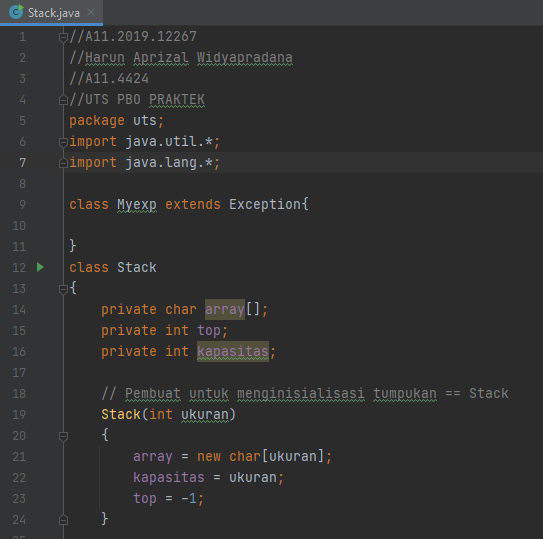 Stack.java
1 //A11.2019.12267
2 //Harun Aprizal Widyapradana
3 //A11.4424
4 //UTS PBO PRAKTEK
5 package uts;
6 import java.util.*;
7 import java.lang.*;
8
9 class Myexp extends Exception{
10
11 }
12 class Stack
13 {
14 private char array[];
15 private int top;
16 private int kapasitas;
17
18 // Pembuat untuk menginisialisasi tumpukan == Stack
19 Stack(int ukuran)
20 {
21 array = new char[ukuran];
22 kapasitas = ukuran;
23 top = -1;
24 }